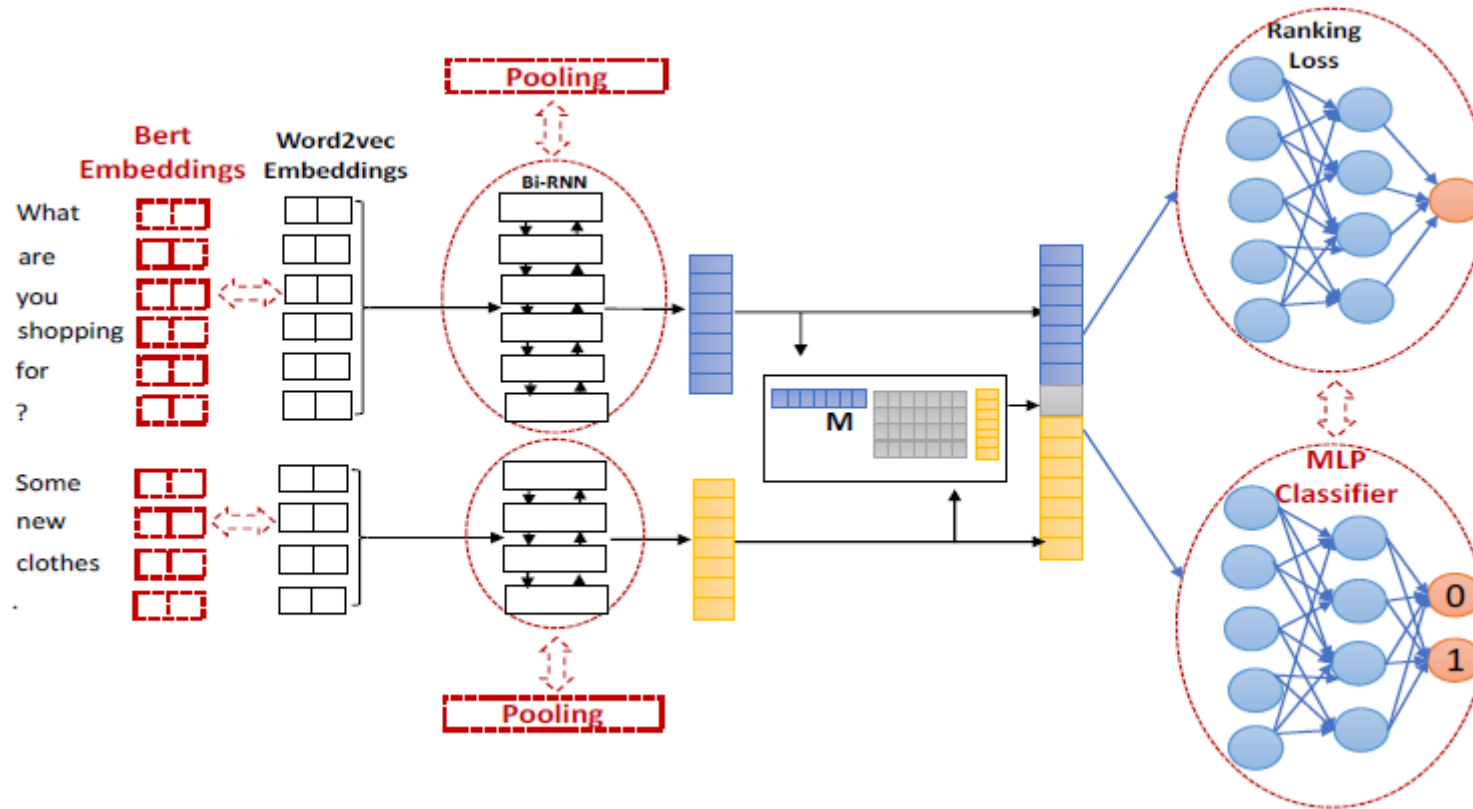 Ranking
Loss
Pooling
Bert
Embeddings
Word2vec
Embeddings
Bi-RNN
What
are
you
shopping
for
?
M
Some
new
clothes
.
MLP
Classifier
0
1
Pooling